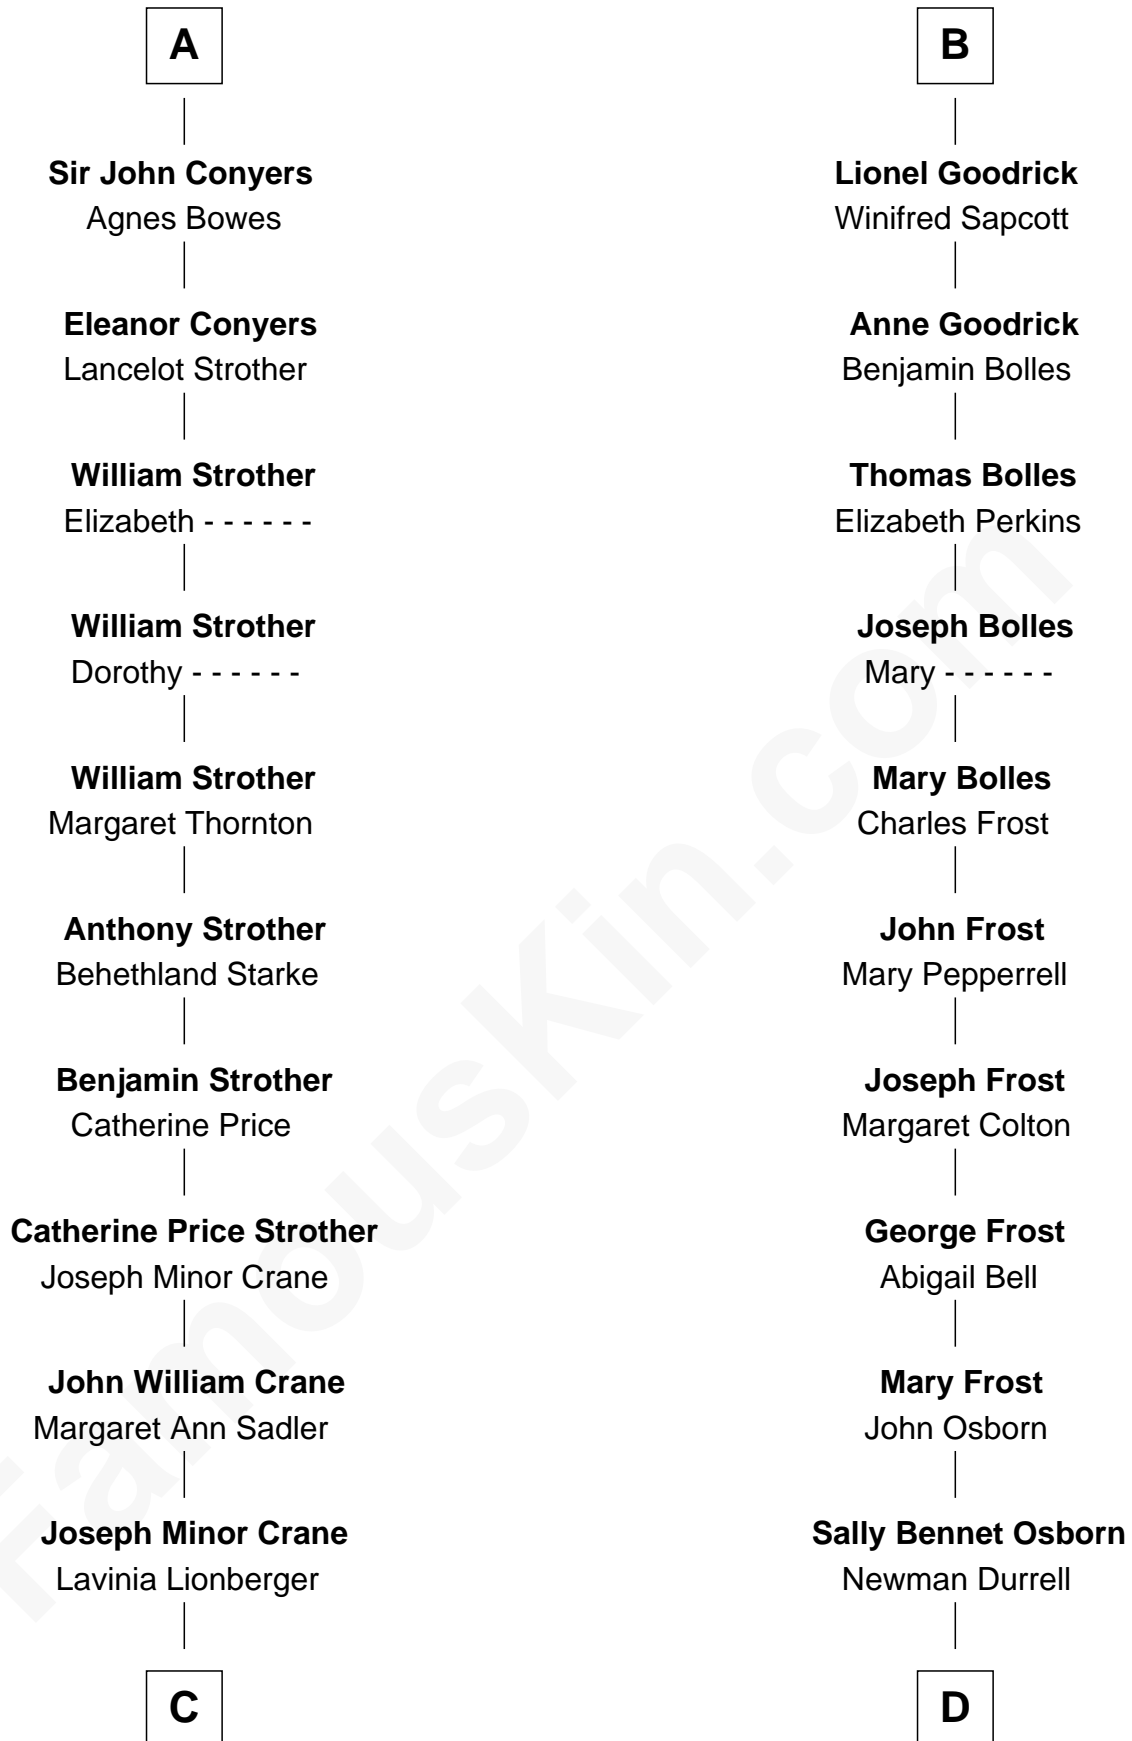 A
Sir John Conyers
Agnes Bowes
Eleanor Conyers
Lancelot Strother
William Strother
Elizabeth - - - - - -
William Strother
Dorothy - - - - - -
William Strother
Margaret Thornton
Anthony Strother
Behethland Starke
Benjamin Strother
Catherine Price
Catherine Price Strother
Joseph Minor Crane
John William Crane
Margaret Ann Sadler
Joseph Minor Crane
Lavinia Lionberger
C
B
Lionel Goodrick
Winifred Sapcott
Anne Goodrick
Benjamin Bolles
Thomas Bolles
Elizabeth Perkins
Joseph Bolles
Mary - - - - - -
Mary Bolles
Charles Frost
John Frost
Mary Pepperrell
Joseph Frost
Margaret Colton
George Frost
Abigail Bell
Mary Frost
John Osborn
Sally Bennet Osborn
Newman Durrell
D
FamousKin.com